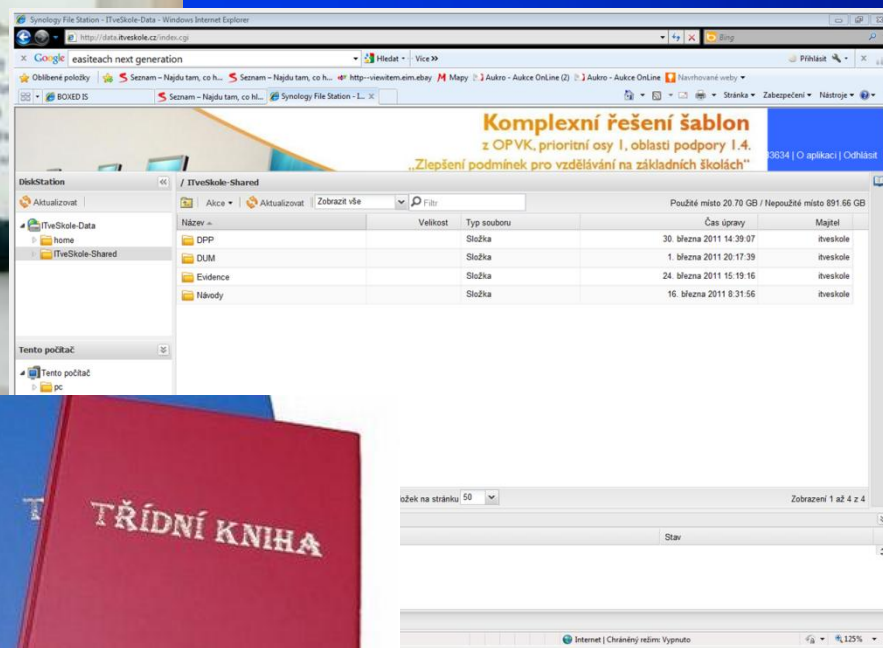 Synology File Station - ITveSkole-Data - Windows Internet Explorer
http://data.itveskole.cz/index.cgi
Bing
Google easiteach next generation Hledat Více » Přihlásit
Oblíbené položky Seznam – Najdu tam, co h... Seznam – Najdu tam, co h... http--viewitem.eim.ebay Mapy Aukro - Aukce OnLine (2) Aukro - Aukce OnLine Navrhované weby
BOXED IS Seznam – Najdu tam, co hl... Synology File Station - I... Stránka Zabezpečení Nástroje
Komplexní řešení šablon
z OPVK, prioritní osy 1, oblasti podpory 1.4.
„Zlepšení podmínek pro vzdělávání na základních školách"
33634 | O aplikaci | Odhlásit
DiskStation / ITveSkole-Shared
Aktualizovat Akce Aktualizovat Zobrazit vše Filtr Použité místo 20.70 GB / Nepoužité místo 891.66 GB
Název Velikost Typ souboru Čas úpravy Majitel
ITveSkole-Data
home
ITveSkole-Shared
DPP Složka 30. března 2011 14:39:07 itveskole
DUM Složka 1. března 2011 20:17:39 itveskole
Evidence Složka 24. března 2011 15:19:16 itveskole
Návody Složka 16. března 2011 8:31:56 itveskole
Tento počítač
Tento počítač
pc
ožek na stránku 50 Zobrazení 1 až 4 z 4
Stav
Internet | Chráněný režim: Vypnuto 125%
T
TŘÍDNÍ KNIHA